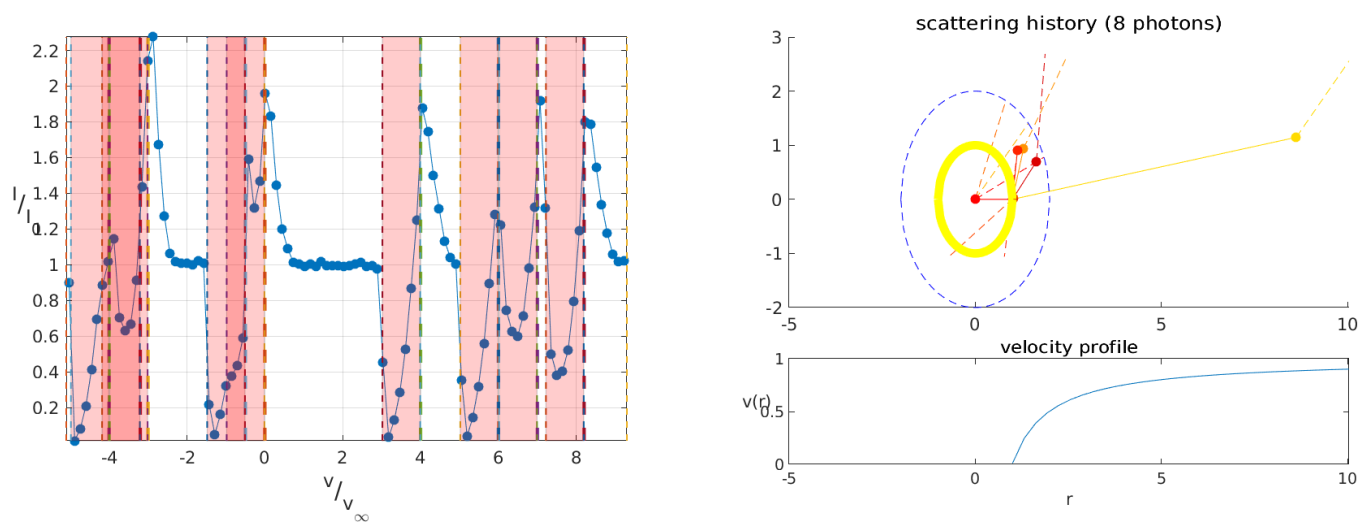 2.2
2
1.8
1.6
1.4
1.2
1
0.8
0.6
0.4
0.2
I/I0
-4 -2 0 2 4 6 8
v/v∞
scattering history (8 photons)
3
2
1
0
-1
-2
-5 0 5 10
velocity profile
1
0.5
0
v(r)
-5 0 5 10
r